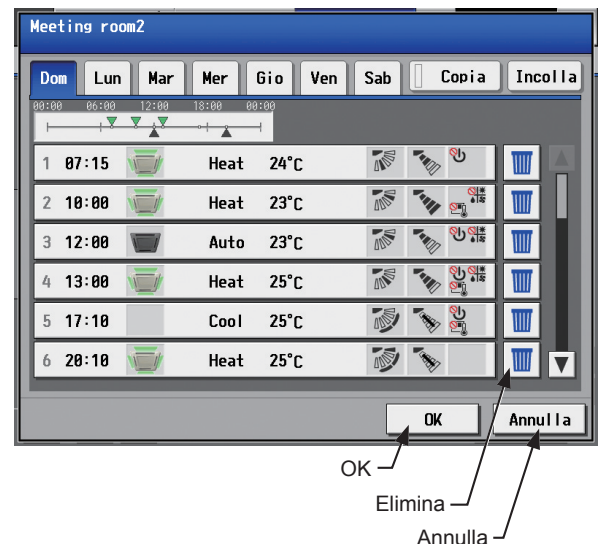 Meeting room2
Dom Lun Mar Mer Gio Ven Sab Copia Incolla
00:00 06:00 12:00 18:00 00:00
1 07:15 Heat 24°C
2 10:00 Heat 23°C
3 12:00 Auto 23°C
4 13:00 Heat 25°C
5 17:10 Cool 25°C
6 20:10 Heat 25°C
OK Annulla
OK
Elimina
Annulla